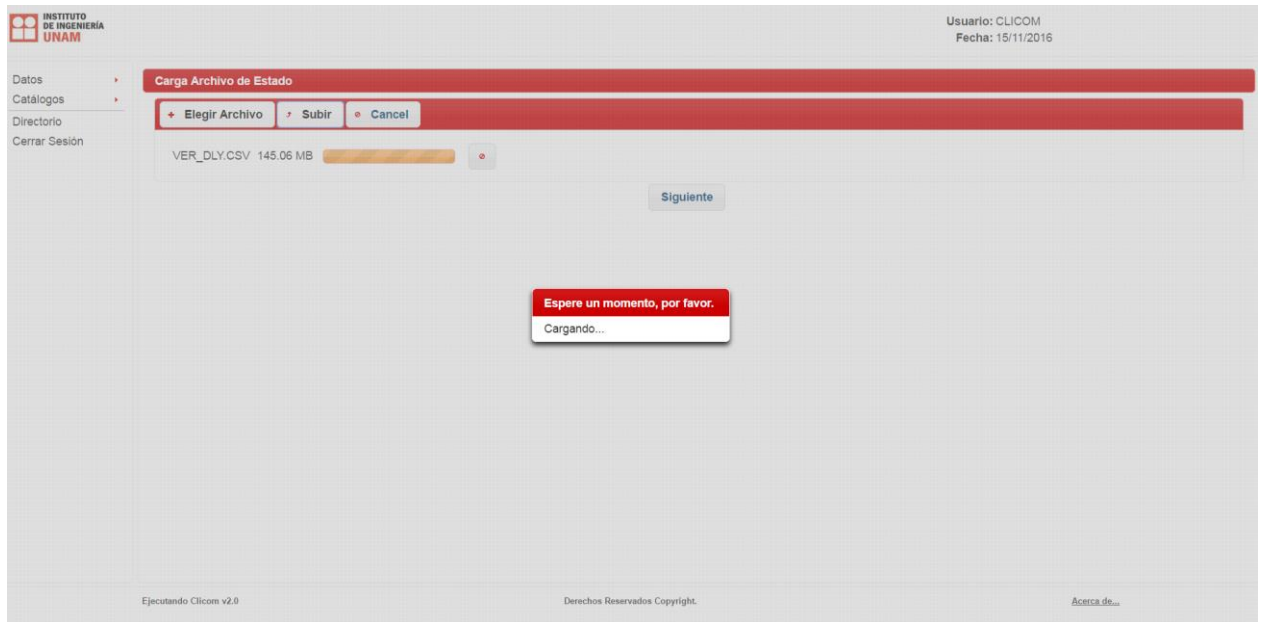 INSTITUTO
DE INGENIERÍA
UNAM
Usuario: CLICOM
Fecha: 15/11/2016
Datos
Catálogos
Directorio
Cerrar Sesión
Carga Archivo de Estado
Elegir Archivo Subir Cancel
VER_DLY.CSV 145.06 MB
Siguiente
Espere un momento, por favor.
Cargando...
Ejecutando Clicom v2.0 Derechos Reservados Copyright. Acerca de...